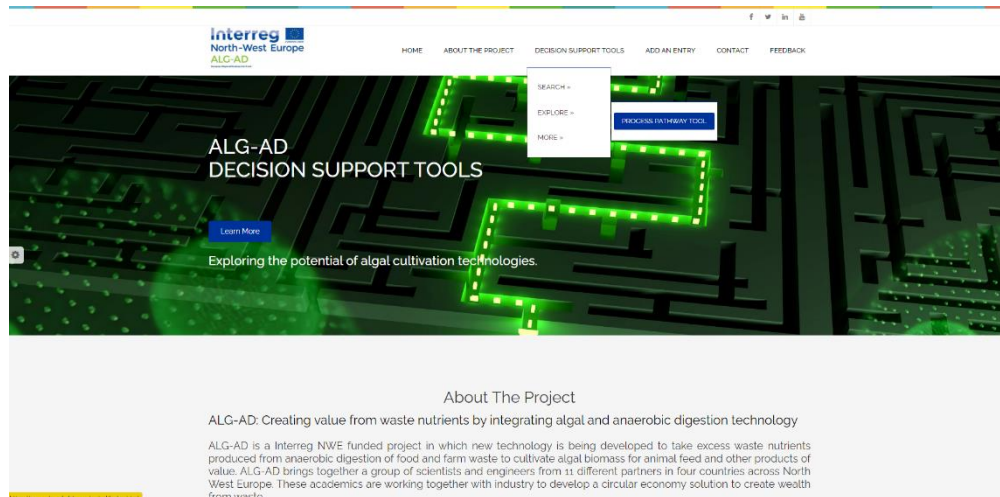 Interreg
North-West Europe
ALG-AD
HOME ABOUT THE PROJECT DECISION SUPPORT TOOLS ADD AN ENTRY CONTACT FEEDBACK
SEARCH »
EXPLORE »
PROCESS PATHWAY TOOL
MORE »
ALG-AD
DECISION SUPPORT TOOLS
Learn More
Exploring the potential of algal cultivation technologies.
About The Project
ALG-AD: Creating value from waste nutrients by integrating algal and anaerobic digestion technology
ALG-AD is a Interreg NWE funded project in which new technology is being developed to take excess waste nutrients
produced from anaerobic digestion of food and farm waste to cultivate algal biomass for animal feed and other products of
value. ALG-AD brings together a group of scientists and engineers from 11 different partners in four countries across North
West Europe. These academics are working together with industry to develop a circular economy solution to create wealth
from waste